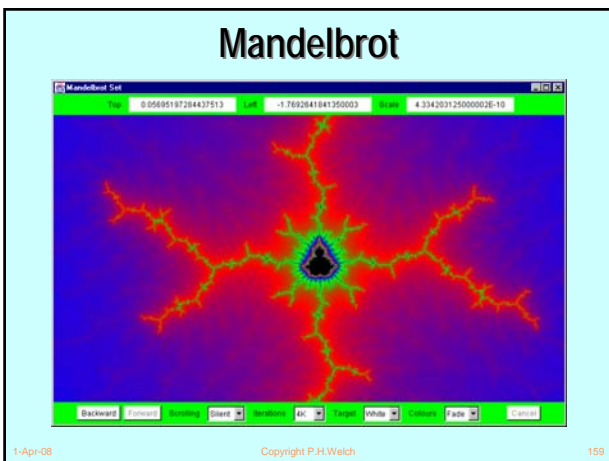 Mandelbrot
Mandelbrot Set
Top 0.05695197284437513 Left -1.7692841841350003 Scale 4.334203125000002E-10
Backward Forward Scrolling Silent Iterations 4K Target White Colours Fade Cancel
1-Apr-08 Copyright P.H.Welch 159